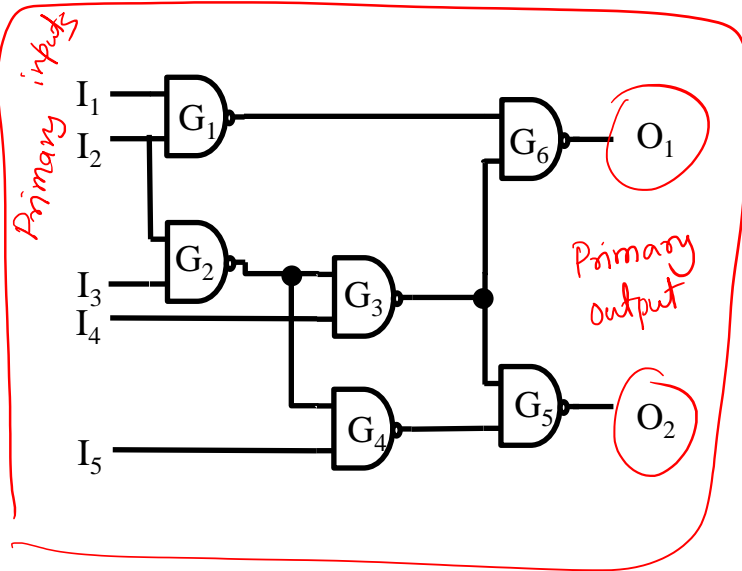 Primary inputs
I₁
G₁
I₂
G₆
O₁
G₂
Primary
output
I₃
G₃
I₄
G₄
G₅
O₂
I₅